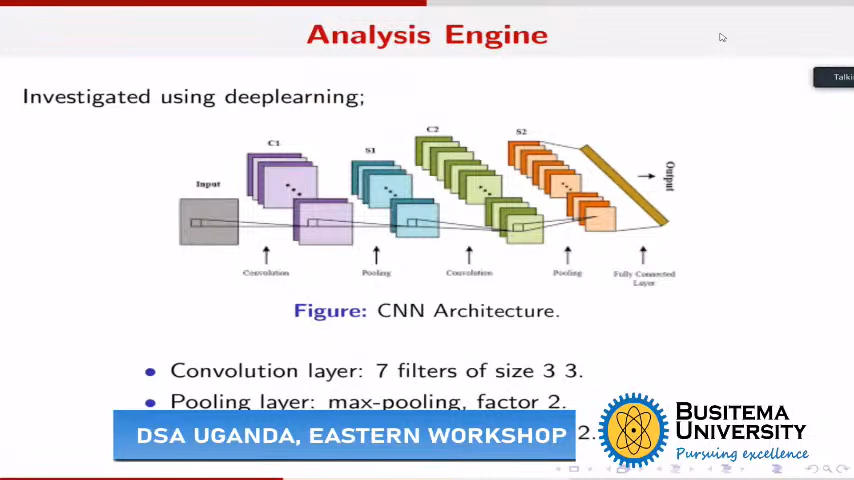 Analysis Engine
Talki
Investigated using deeplearning;
C1
S1
C2
S2
Input
Output
Convolution
Pooling
Convolution
Pooling
Fully Connected
Layer
Figure: CNN Architecture.
• Convolution layer: 7 filters of size 3 3.
• Pooling layer: max-pooling, factor 2.
2.
DSA UGANDA, EASTERN WORKSHOP
BUSITEMA
UNIVERSITY
Pursuing excellence